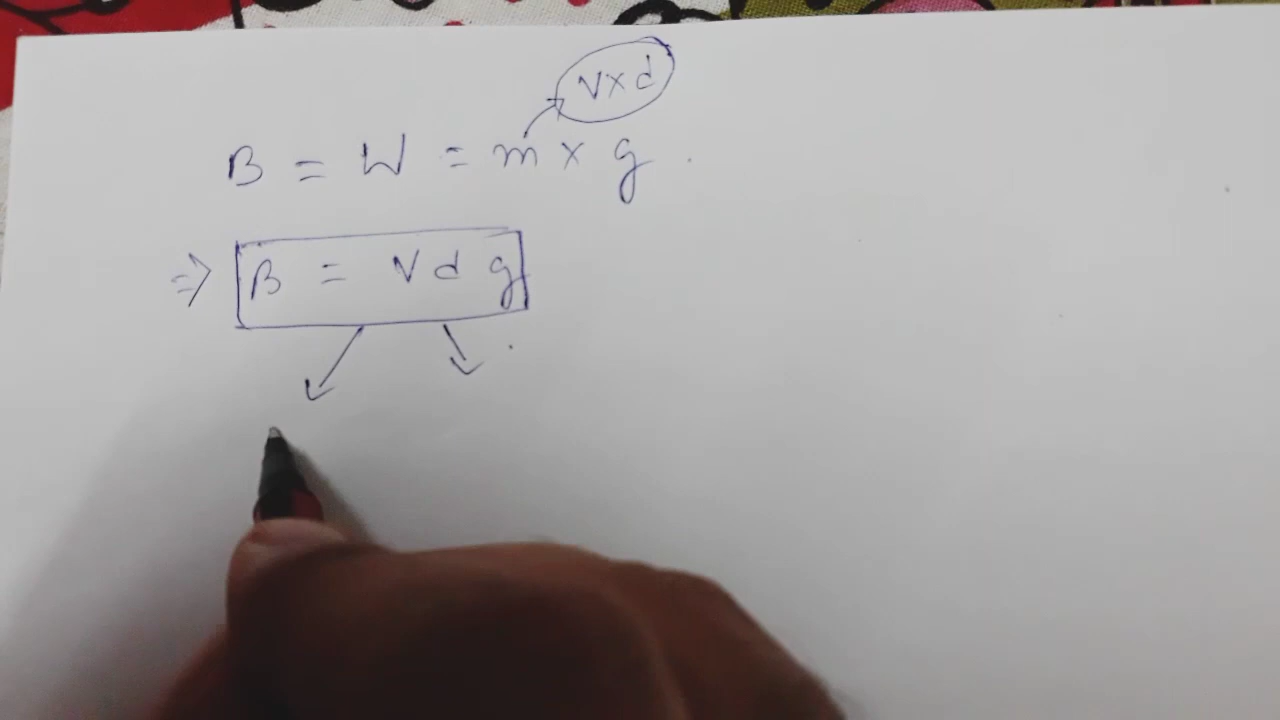 V × d
B = W = m × g
⇒ B = V d g